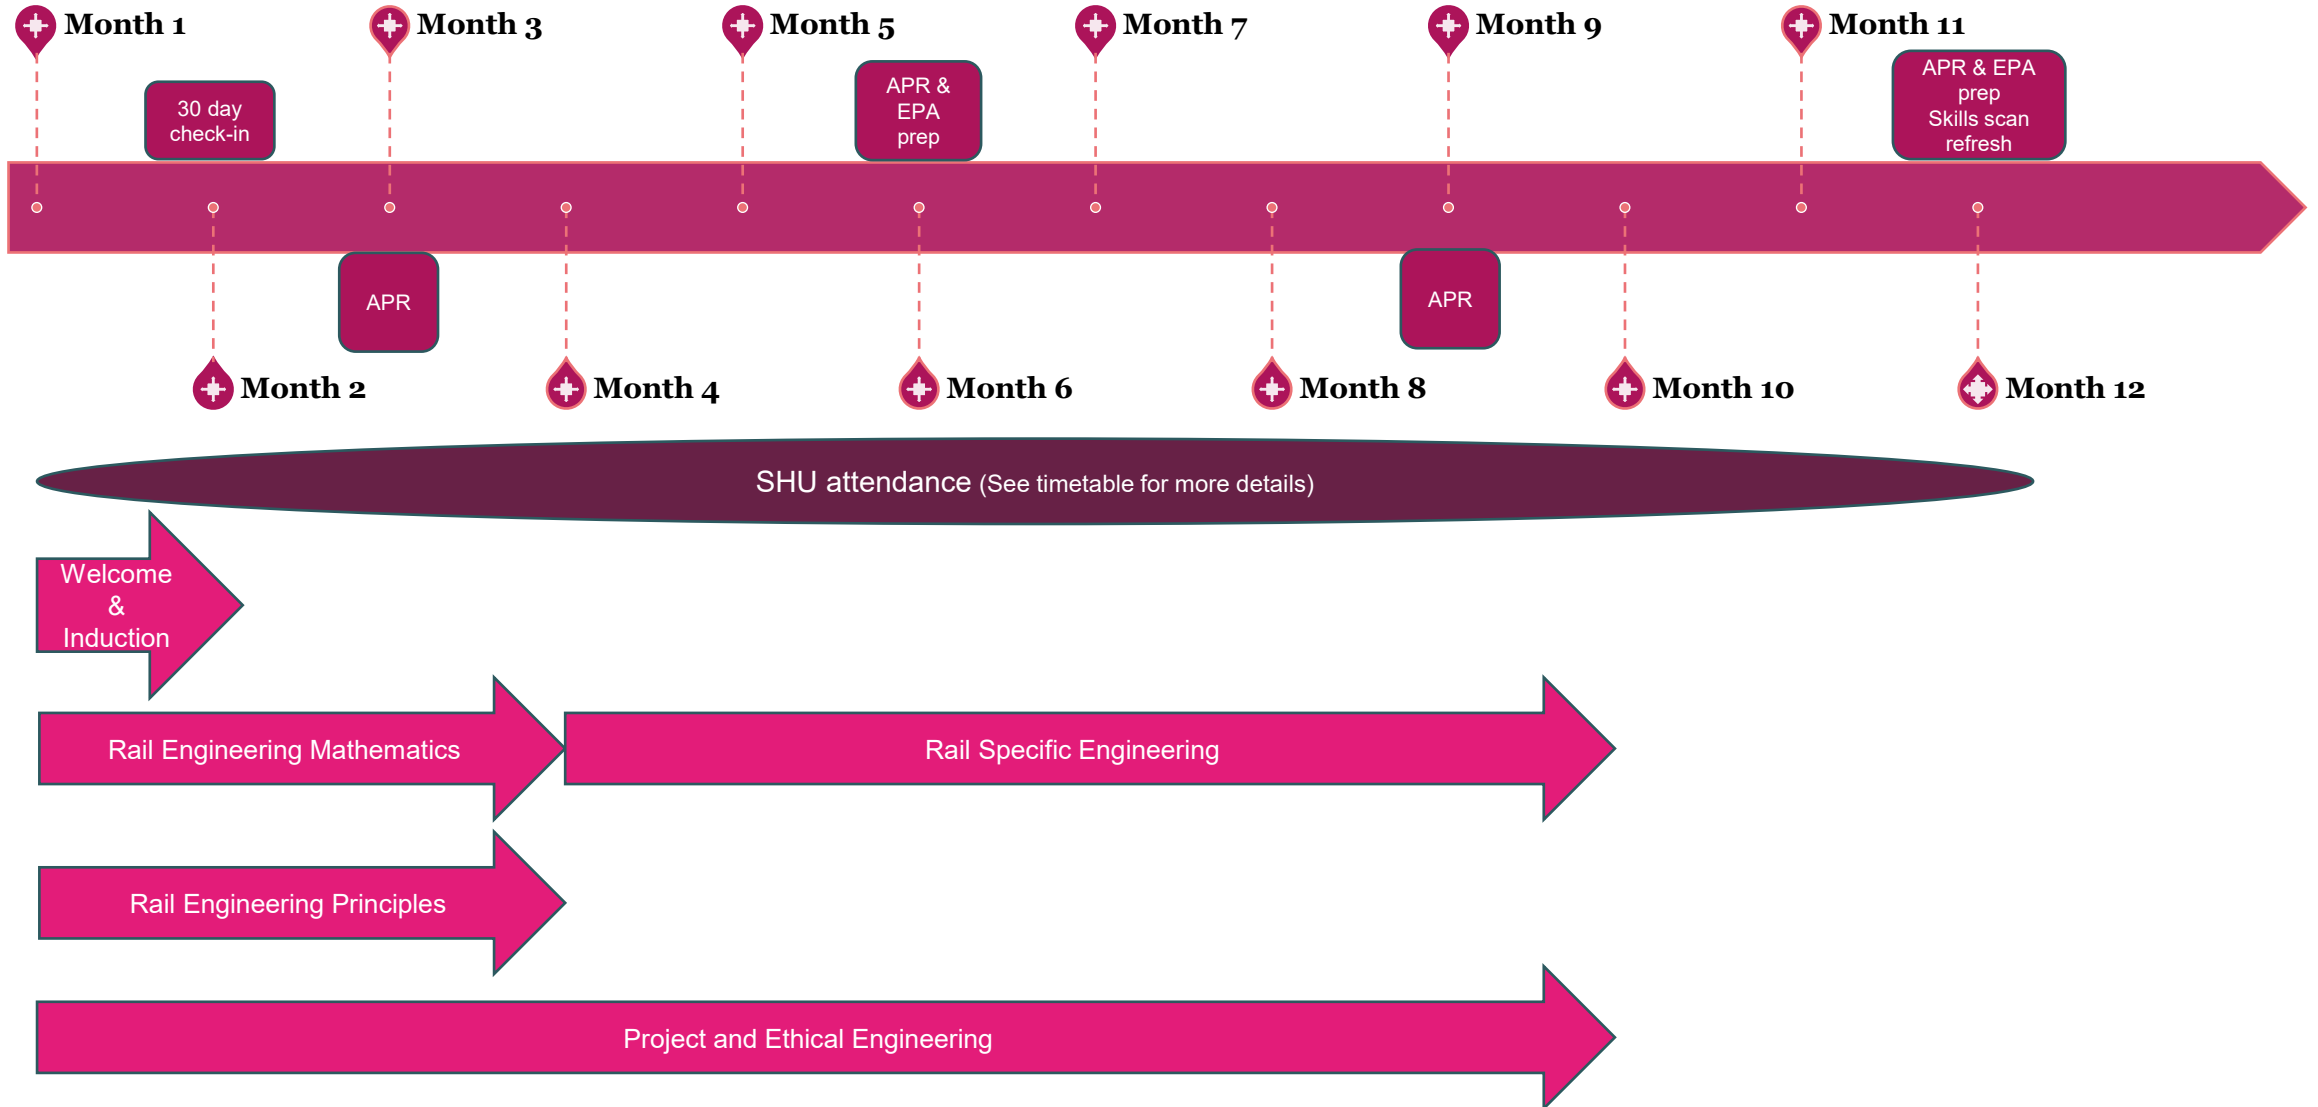 Month 1
Month 3
Month 5
Month 7
Month 9
Month 11
30 day
check-in
APR &
EPA
prep
APR & EPA
prep
Skills scan
refresh
APR
APR
Month 2
Month 4
Month 6
Month 8
Month 10
Month 12
SHU attendance (See timetable for more details)
Welcome
&
Induction
Rail Engineering Mathematics
Rail Specific Engineering
Rail Engineering Principles
Project and Ethical Engineering